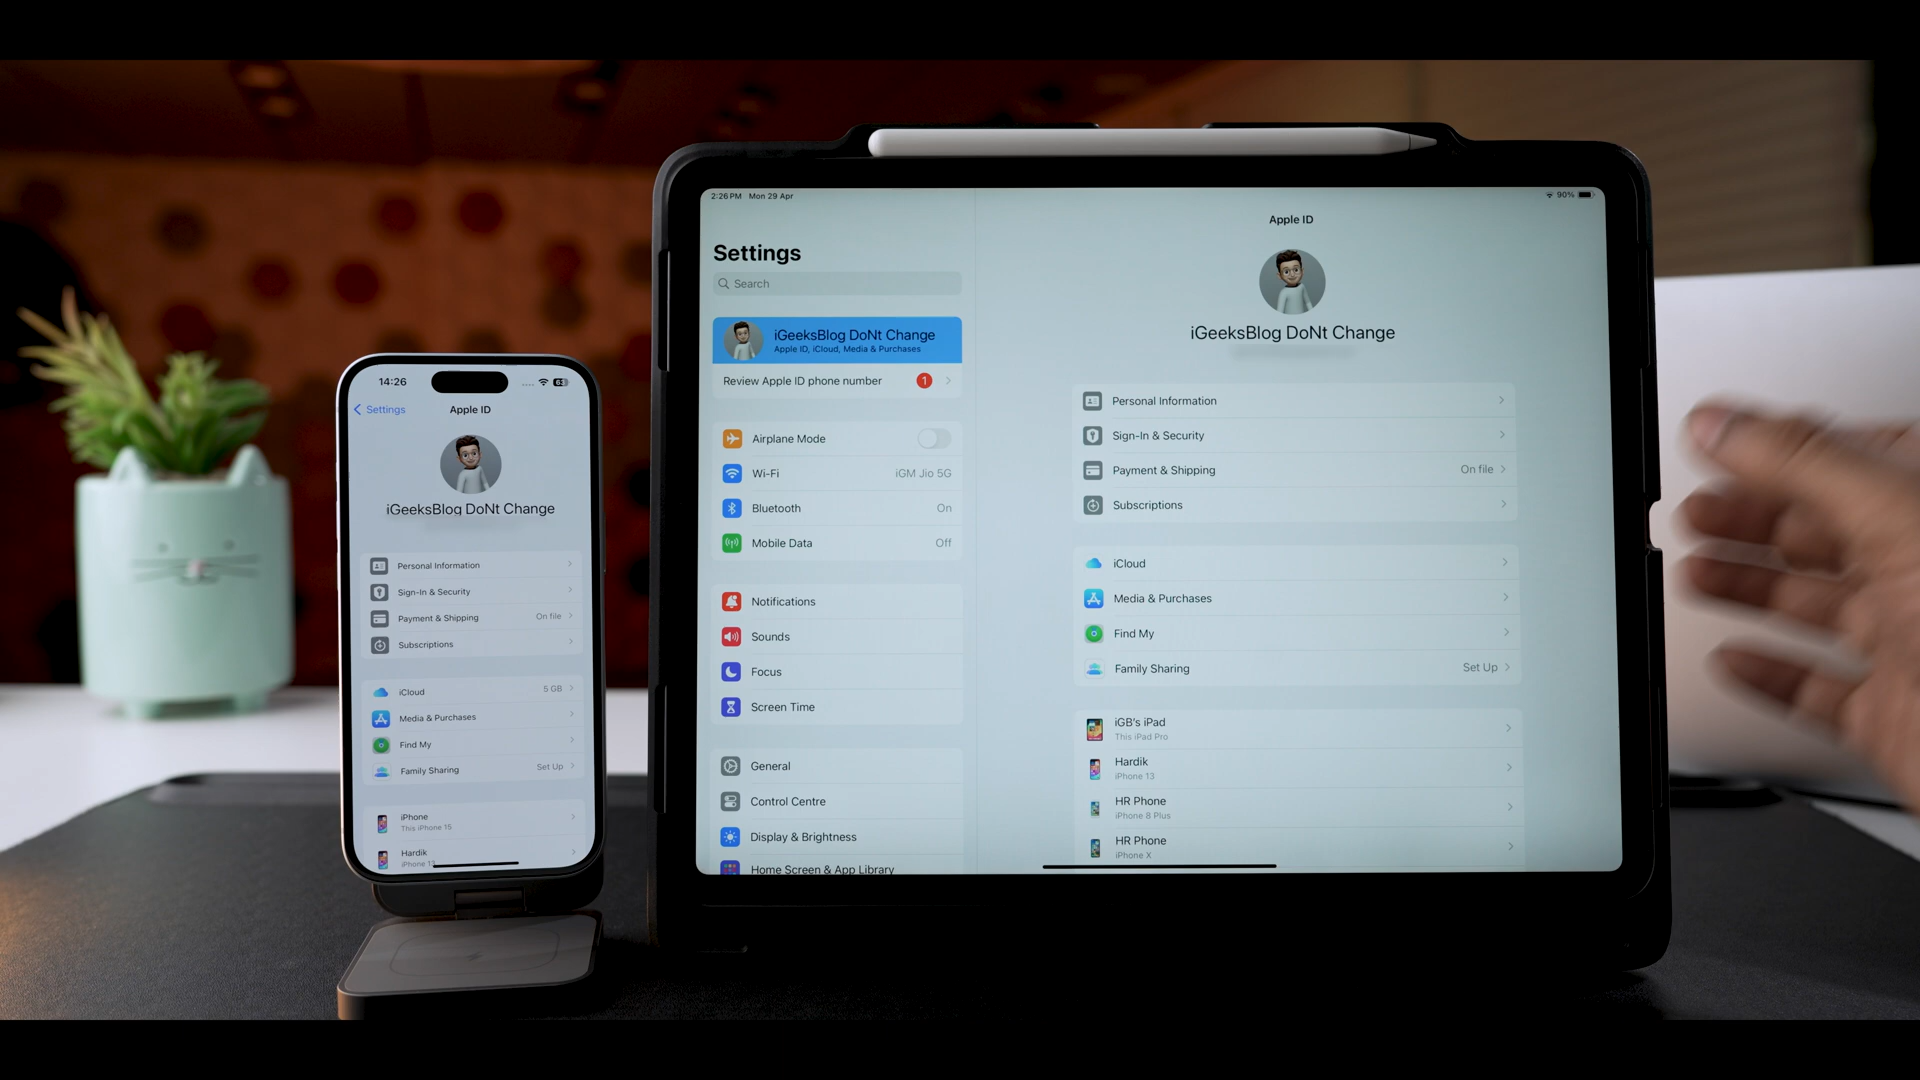 14:26
63
Settings
Apple ID
iGeeksBlog DoNt Change
Personal Information
Sign-In & Security
Payment & Shipping On file
Subscriptions
iCloud 5 GB
Media & Purchases
Find My
Family Sharing Set Up
iPhone
This iPhone 15
Hardik
iPhone 13
2:26 PM Mon 29 Apr
90%
Settings
Search
iGeeksBlog DoNt Change
Apple ID, iCloud, Media & Purchases
Review Apple ID phone number 1
Airplane Mode
Wi-Fi iGM Jio 5G
Bluetooth On
Mobile Data Off
Notifications
Sounds
Focus
Screen Time
General
Control Centre
Display & Brightness
Home Screen & App Library
Apple ID
iGeeksBlog DoNt Change
Personal Information
Sign-In & Security
Payment & Shipping On file
Subscriptions
iCloud
Media & Purchases
Find My
Family Sharing Set Up
iGB's iPad
This iPad Pro
Hardik
iPhone 13
HR Phone
iPhone 8 Plus
HR Phone
iPhone X